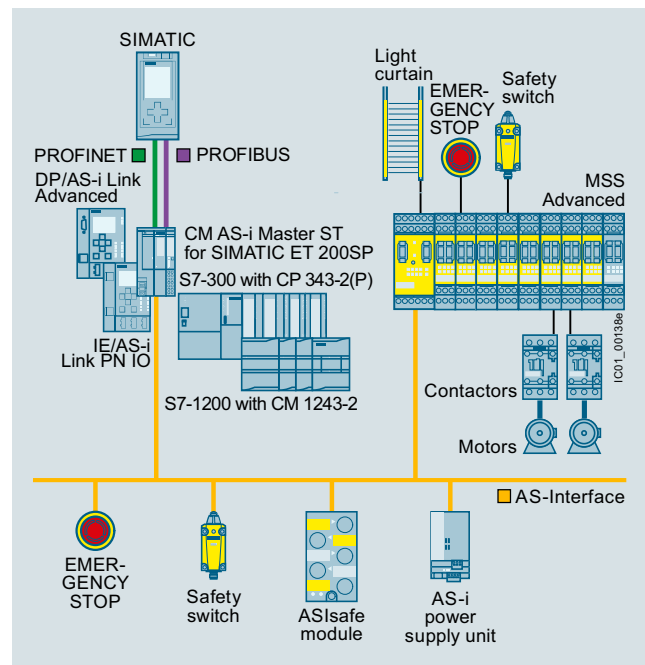 SIMATIC
PROFINET
PROFIBUS
DP/AS-i Link
Advanced
CM AS-i Master ST
for SIMATIC ET 200SP
S7-300 with CP 343-2(P)
IE/AS-i
Link PN IO
S7-1200 with CM 1243-2
Light
curtain
EMER-
GENCY
STOP
Safety
switch
MSS
Advanced
IC01_00138e
Contactors
Motors
AS-Interface
EMER-
GENCY
STOP
Safety
switch
ASIsafe
module
AS-i
power
supply unit